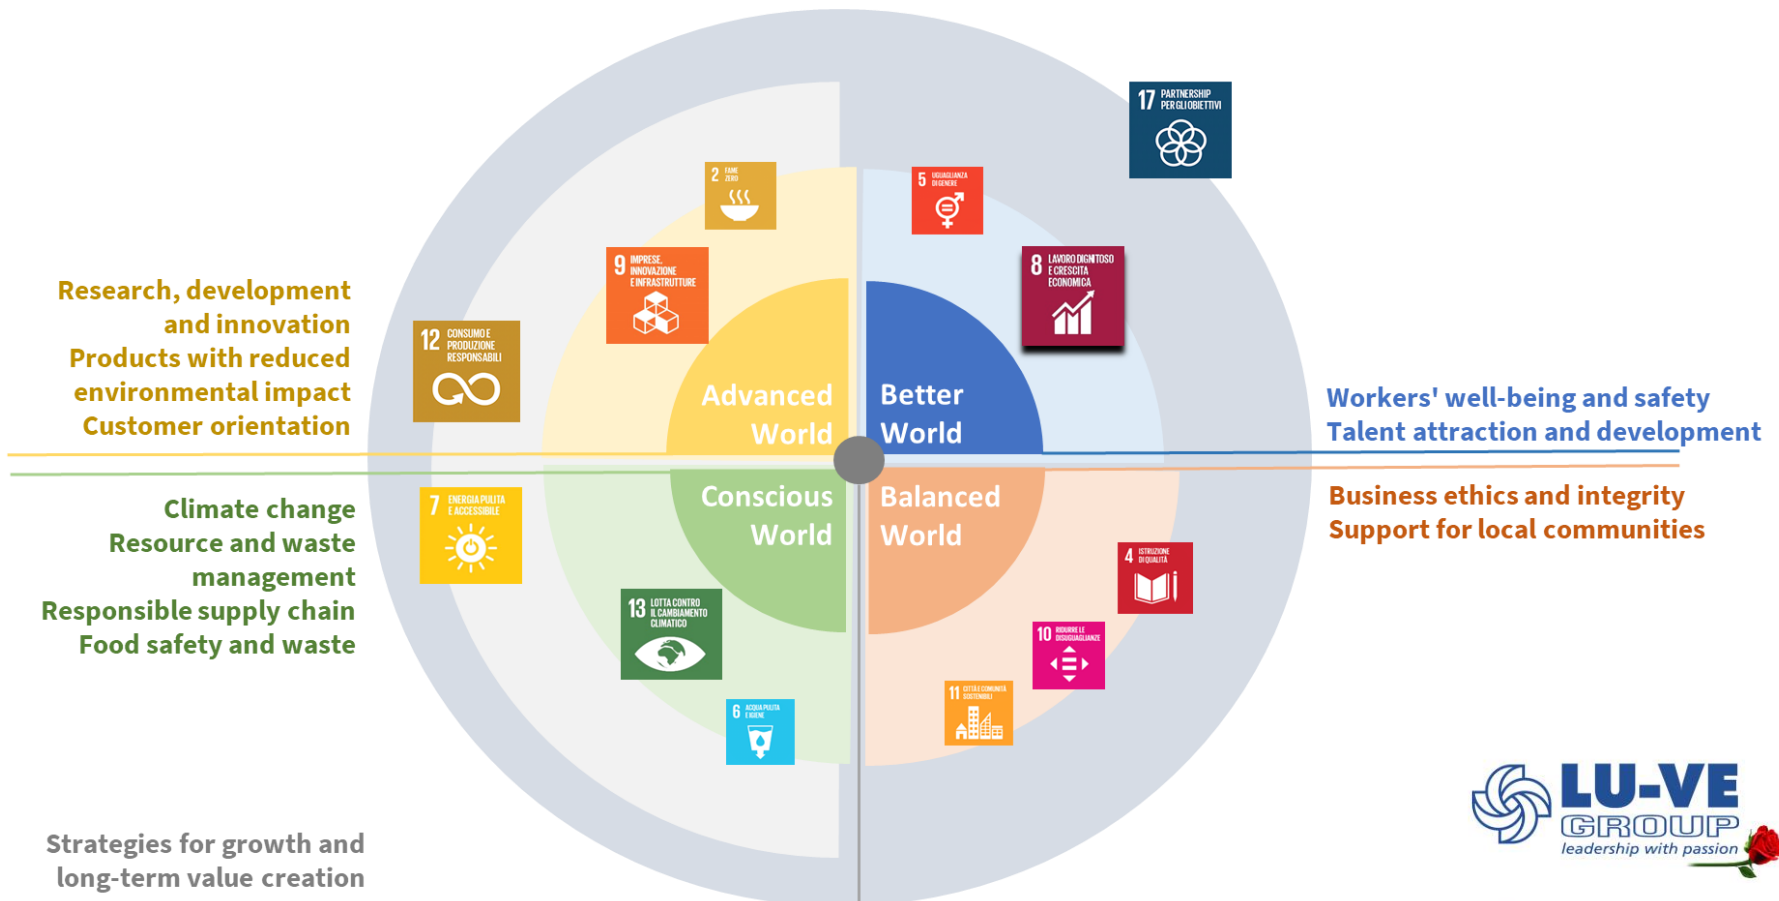 17 PARTNERSHIP
PER GLI OBIETTIVI
2 FAME
ZERO
5 UGUAGLIANZA
DI GENERE
9 IMPRESE,
INNOVAZIONE
E INFRASTRUTTURE
8 LAVORO DIGNITOSO
E CRESCITA
ECONOMICA
Research, development
and innovation
Products with reduced
environmental impact
Customer orientation
12 CONSUMO E
PRODUZIONE
RESPONSABILI
Advanced
World
Better
World
Workers' well-being and safety
Talent attraction and development
Climate change
Resource and waste
management
Responsible supply chain
Food safety and waste
7 ENERGIA PULITA
E ACCESSIBILE
Conscious
World
Balanced
World
Business ethics and integrity
Support for local communities
4 ISTRUZIONE
DI QUALITÀ
13 LOTTA CONTRO
IL CAMBIAMENTO
CLIMATICO
10 RIDURRE LE
DISUGUAGLIANZE
11 CITTÀ E COMUNITÀ
SOSTENIBILI
6 ACQUA PULITA
E IGIENE
Strategies for growth and
long-term value creation
LU-VE
GROUP
leadership with passion